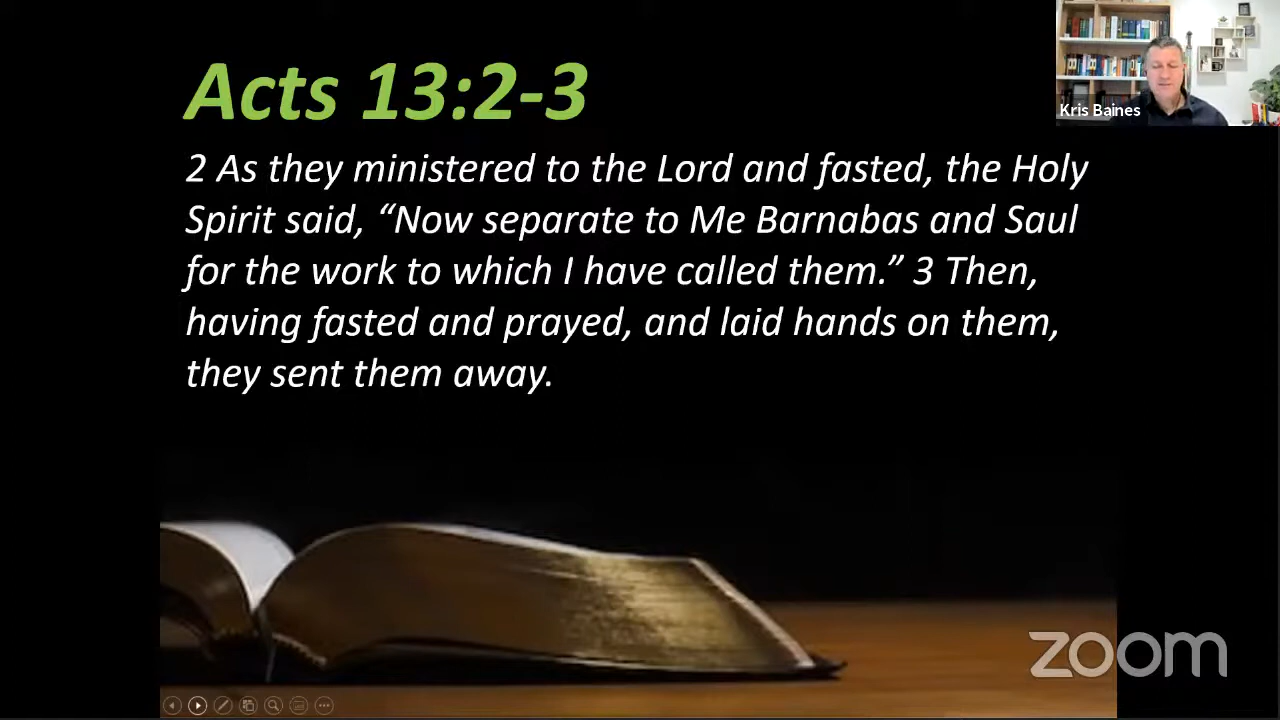 Acts 13:2-3
2 As they ministered to the Lord and fasted, the Holy
Spirit said, “Now separate to Me Barnabas and Saul
for the work to which I have called them.” 3 Then,
having fasted and prayed, and laid hands on them,
they sent them away.
Kris Baines
zoom